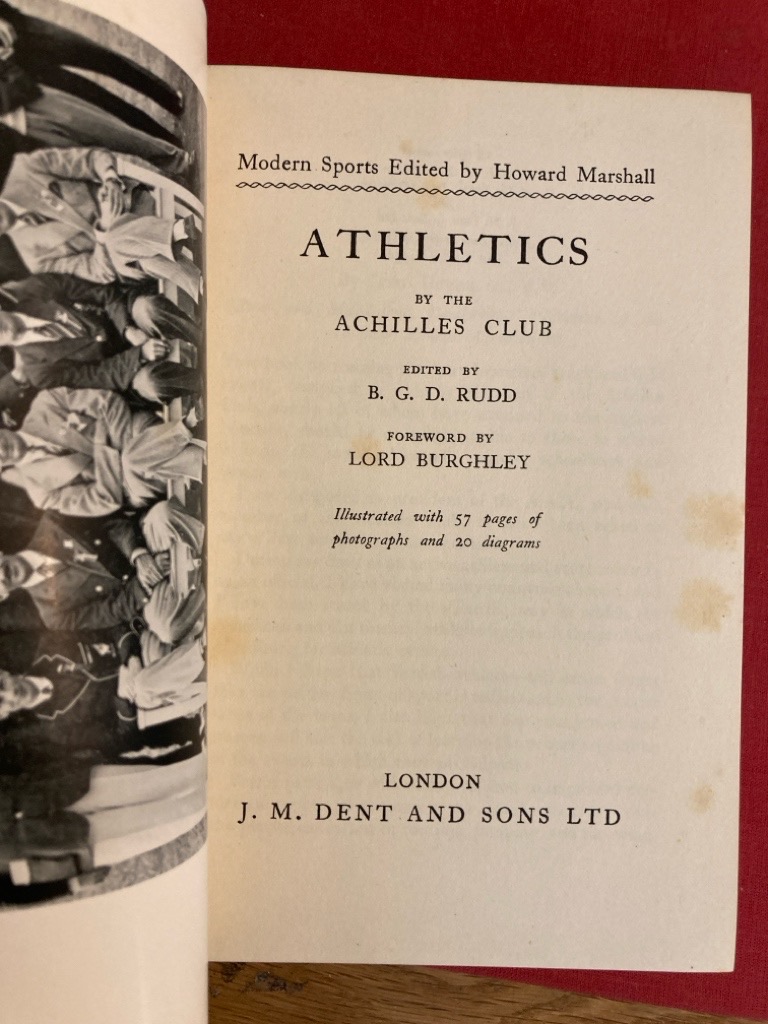 Modern Sports Edited by Howard Marshall
ATHLETICS
BY THE
ACHILLES CLUB
EDITED BY
B. G. D. RUDD
FOREWORD BY
LORD BURGHLEY
Illustrated with 57 pages of
photographs and 20 diagrams
LONDON
J. M. DENT AND SONS LTD